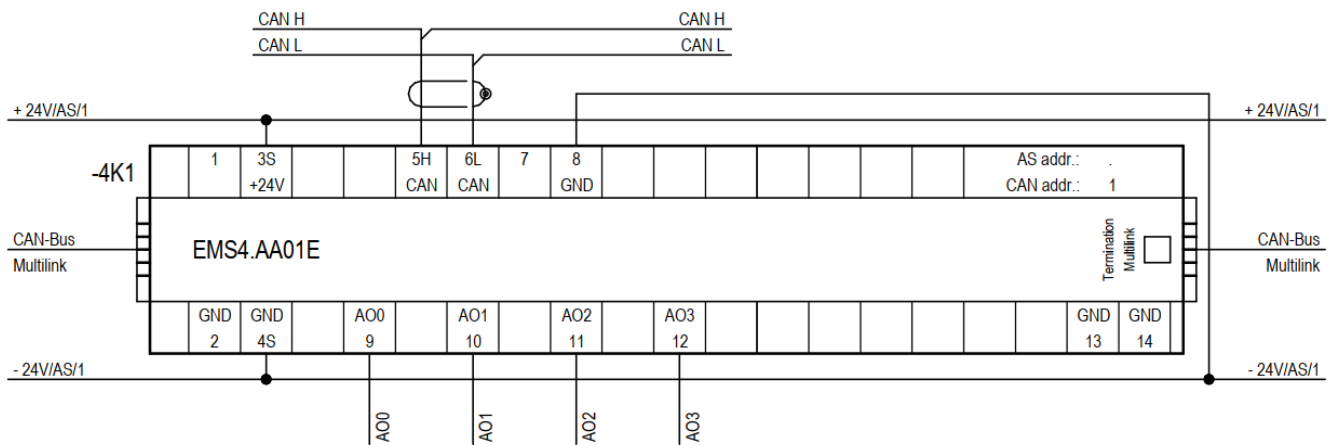 CAN H CAN H
CAN L CAN L
+ 24V/AS/1 + 24V/AS/1
-4K1
1 3S 5H 6L 7 8 AS addr.: .
+24V CAN CAN GND CAN addr.: 1
CAN-Bus
Multilink
EMS4.AA01E
Termination
Multilink
CAN-Bus
Multilink
GND GND AO0 AO1 AO2 AO3 GND GND
2 4S 9 10 11 12 13 14
- 24V/AS/1 - 24V/AS/1
AO0 AO1 AO2 AO3